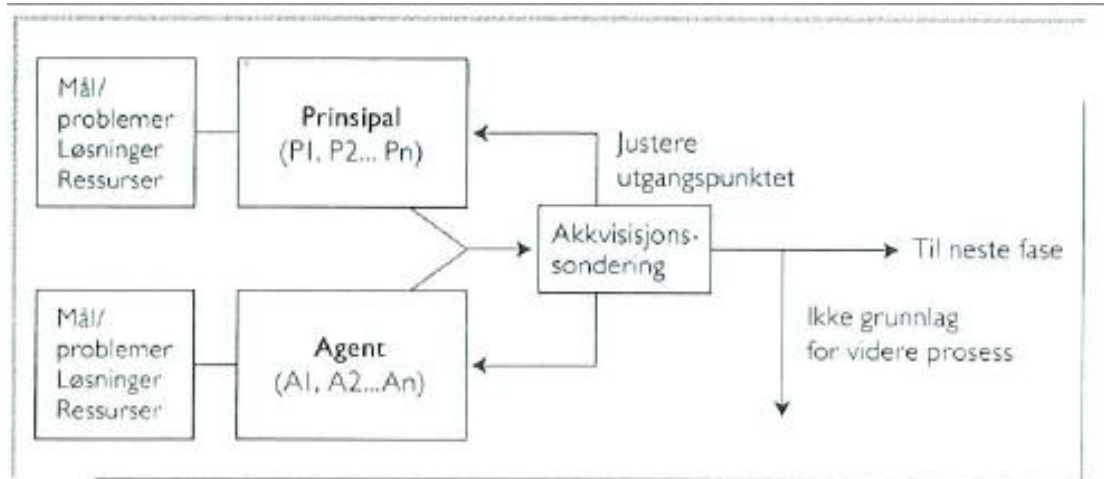 Mål/
problemer
Løsninger
Ressurser
Prinsipal
(P1, P2... Pn)
Justere
utgangspunktet
Akkvisisjons-
sondering
Til neste fase
Ikke grunnlag
for videre prosess
Mål/
problemer
Løsninger
Ressurser
Agent
(A1, A2...An)